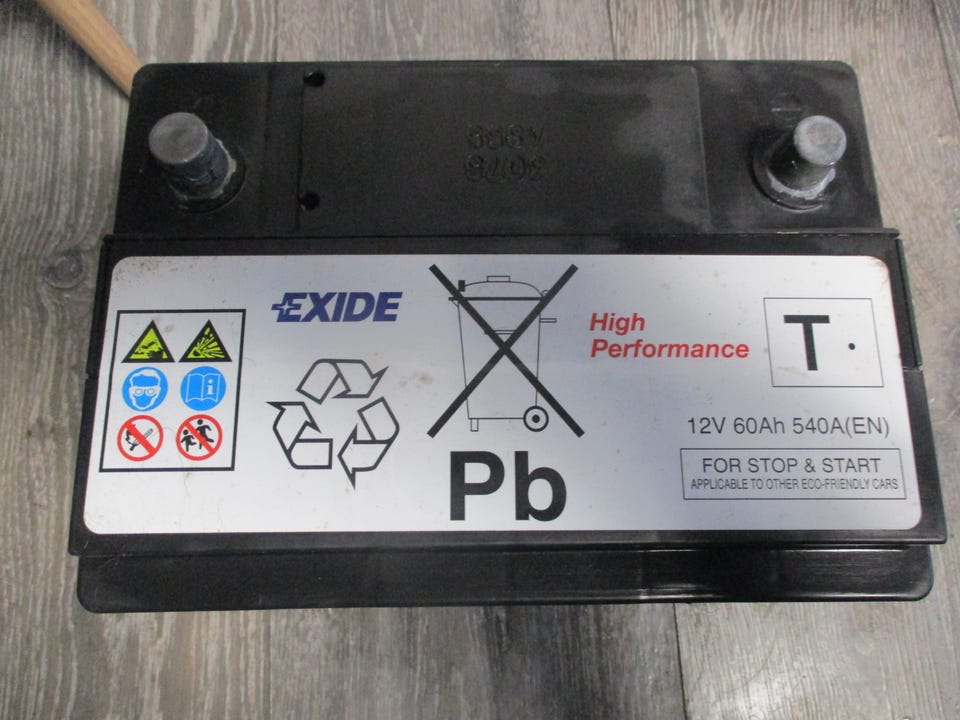 EXIDE
High
Performance
T.
12V 60Ah 540A(EN)
FOR STOP & START
APPLICABLE TO OTHER ECO-FRIENDLY CARS
Pb